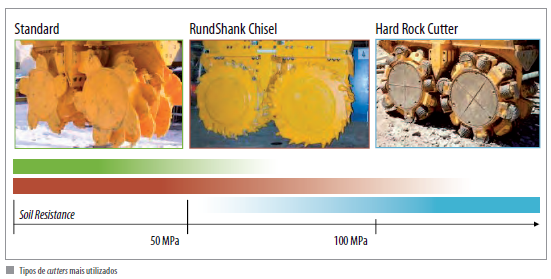 Standard
RundShank Chisel
Hard Rock Cutter
Soil Resistance
50 MPa
100 MPa
Tipos de cutters mais utilizados